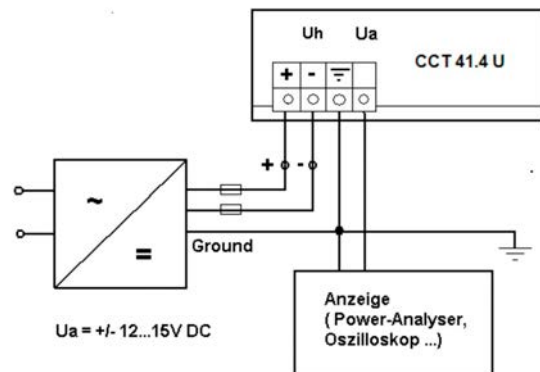 Uh Ua
CCT 41.4 U
+ -
+ -
~
=
Ground
Ua = +/- 12...15V DC
Anzeige
( Power-Analyser,
Oszilloskop ...)